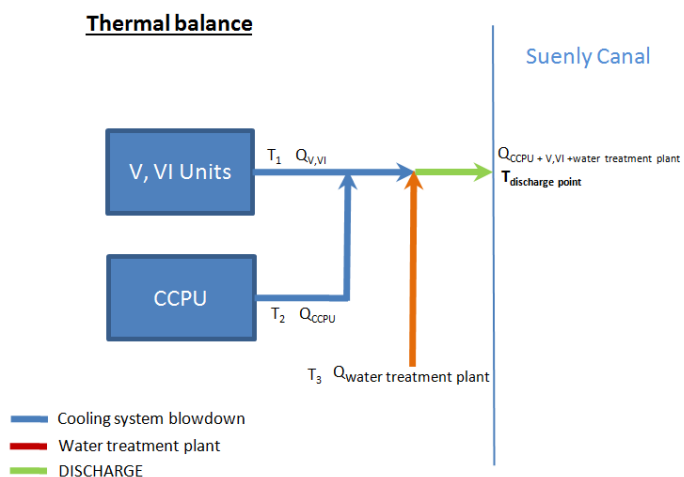 Thermal balance
Suenly Canal
V, VI Units
T1 QV,VI
QCCPU + V,VI +water treatment plant
Tdischarge point
CCPU
T2 QCCPU
T3 Qwater treatment plant
Cooling system blowdown
Water treatment plant
DISCHARGE